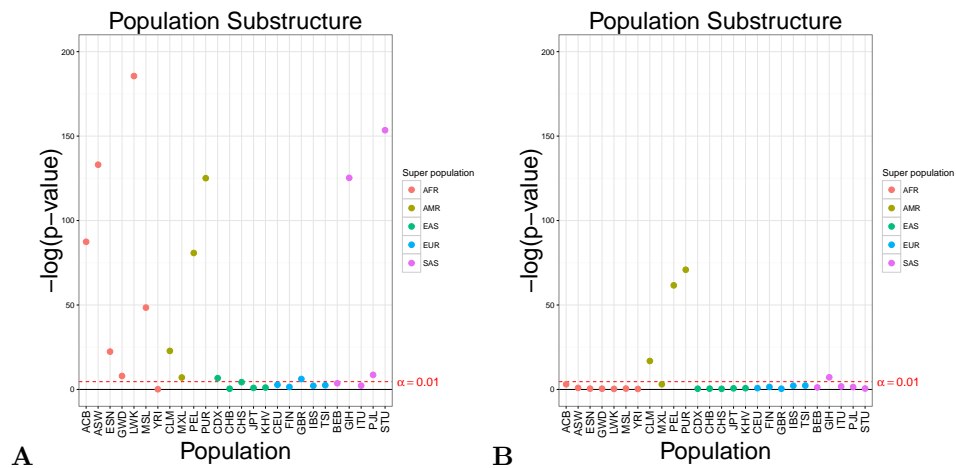 Population Substructure
200
150
100
50
0
-log(p-value)
α = 0.01
ACB
ASW
ESN
GWD
LWK
MSL
YRI
CLM
MXL
PEL
PUR
CDX
CHB
CHS
JPT
KHV
CEU
FIN
GBR
IBS
TSI
BEB
GIH
ITU
PJL
STU
Population
Super population
AFR
AMR
EAS
EUR
SAS
A
Population Substructure
200
150
100
50
0
-log(p-value)
α = 0.01
ACB
ASW
ESN
GWD
LWK
MSL
YRI
CLM
MXL
PEL
PUR
CDX
CHB
CHS
JPT
KHV
CEU
FIN
GBR
IBS
TSI
BEB
GIH
ITU
PJL
STU
Population
Super population
AFR
AMR
EAS
EUR
SAS
B